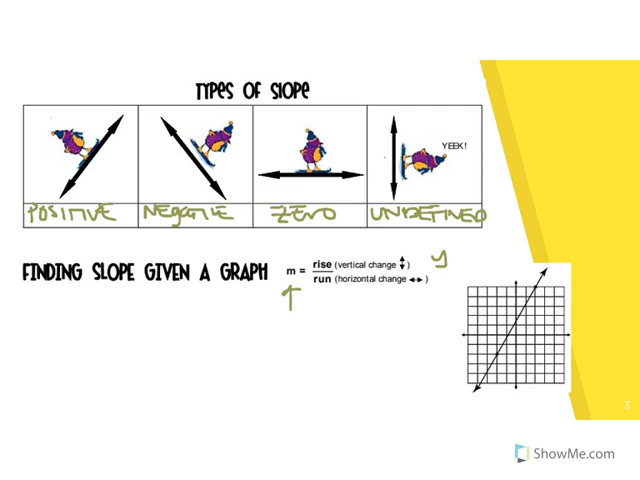 TYPES OF SLOPE
YEEK!
POSITIVE NEgATIVE ZERO UNDEFINED
FINDING SLOPE GIVEN A GRAPH m = rise (vertical change ) y
run (horizontal change )
3
ShowMe.com